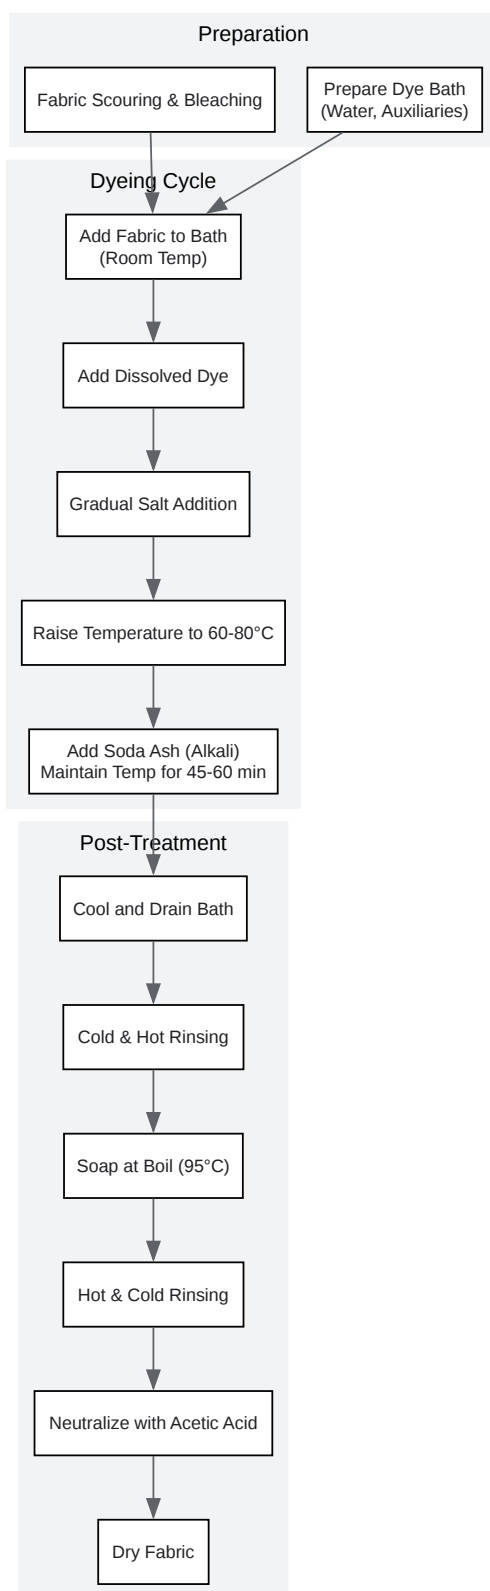 Preparation
Fabric Scouring & Bleaching
Prepare Dye Bath
(Water, Auxiliaries)
Dyeing Cycle
Add Fabric to Bath
(Room Temp)
Add Dissolved Dye
Gradual Salt Addition
Raise Temperature to 60-80°C
Add Soda Ash (Alkali)
Maintain Temp for 45-60 min
Post-Treatment
Cool and Drain Bath
Cold & Hot Rinsing
Soap at Boil (95°C)
Hot & Cold Rinsing
Neutralize with Acetic Acid
Dry Fabric